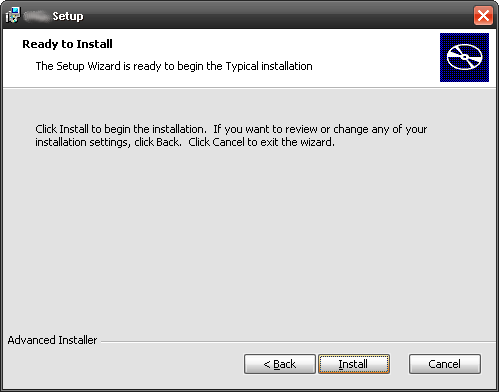 Setup
Ready to Install
The Setup Wizard is ready to begin the Typical installation
Click Install to begin the installation.  If you want to review or change any of your
installation settings, click Back.  Click Cancel to exit the wizard.
Advanced Installer
< Back
Install
Cancel